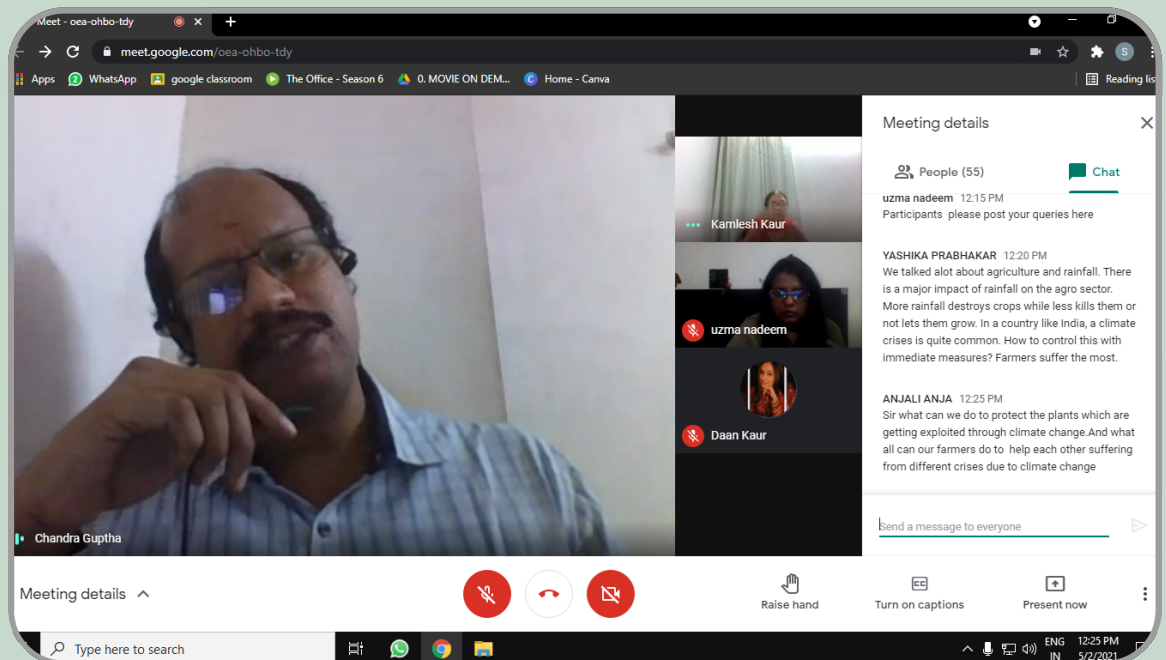 Meet - oea-ohbo-tdy
meet.google.com/oea-ohbo-tdy
S
Apps
2
WhatsApp
google classroom
The Office - Season 6
0. MOVIE ON DEM...
C
Home - Canva
Reading lis
Kamlesh Kaur
uzma nadeem
Daan Kaur
Chandra Guptha
Meeting details
People (55)
Chat
uzma nadeem 12:15 PM
Participants please post your queries here
YASHIKA PRABHAKAR 12:20 PM
We talked alot about agriculture and rainfall. There
is a major impact of rainfall on the agro sector.
More rainfall destroys crops while less kills them or
not lets them grow. In a country like India, a climate
crises is quite common. How to control this with
immediate measures? Farmers suffer the most.
ANJALI ANJA 12:25 PM
Sir what can we do to protect the plants which are
getting exploited through climate change.And what
all can our farmers do to help each other suffering
from different crises due to climate change
Send a message to everyone
Meeting details
Raise hand
CC
Turn on captions
Present now
Type here to search
ENG
IN
12:25 PM
5/2/2021